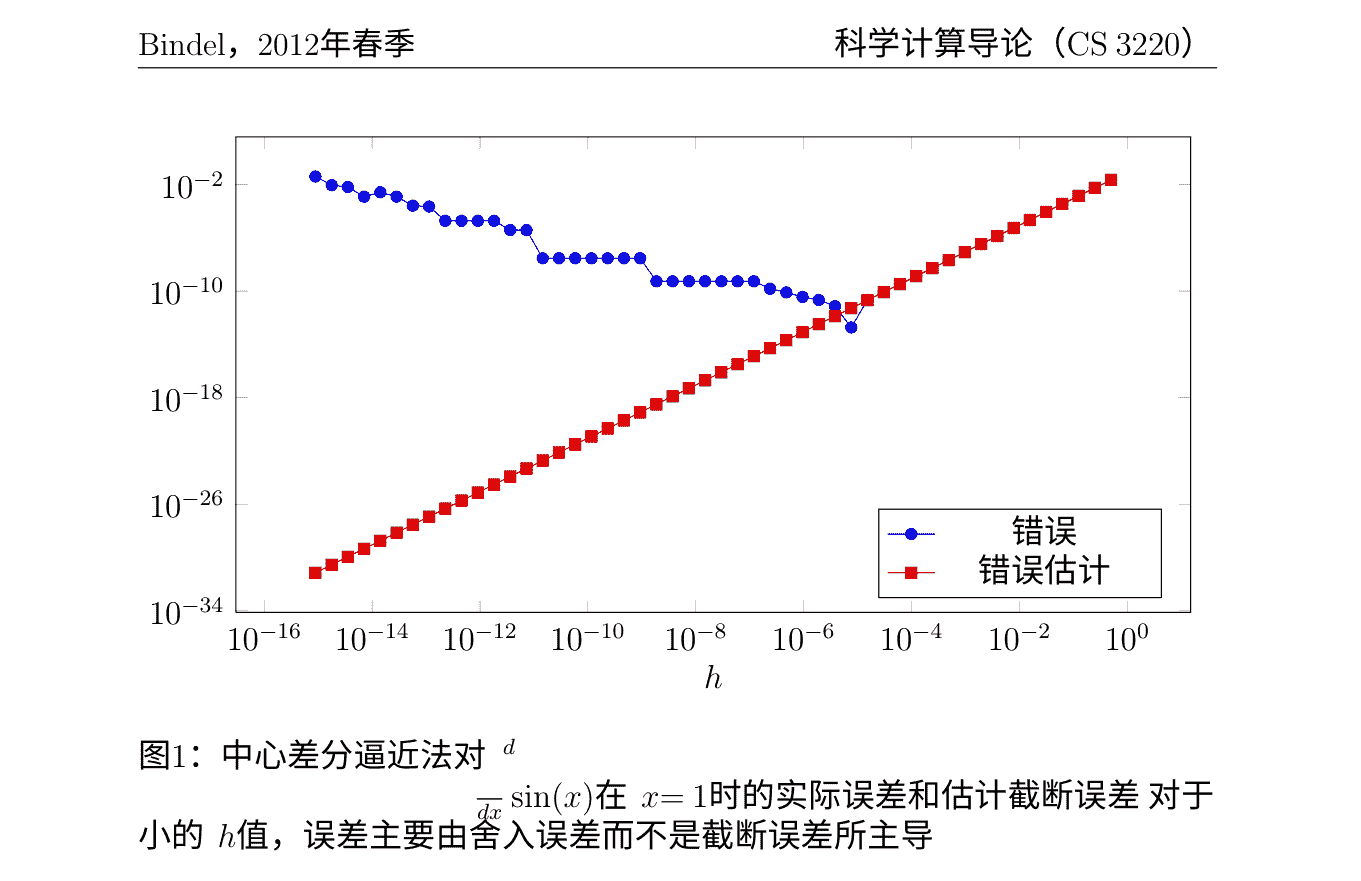 Bindel，2012年春季 科学计算导论（CS 3220）
10^−2
10^−10
10^−18
10^−26
10^−34
错误
错误估计
10^−16 10^−14 10^−12 10^−10 10^−8 10^−6 10^−4 10^−2 10^0
h
图1：中心差分逼近法对 d
dx sin(x)在 x= 1时的实际误差和估计截断误差 对于
小的 h值，误差主要由舍入误差而不是截断误差所主导